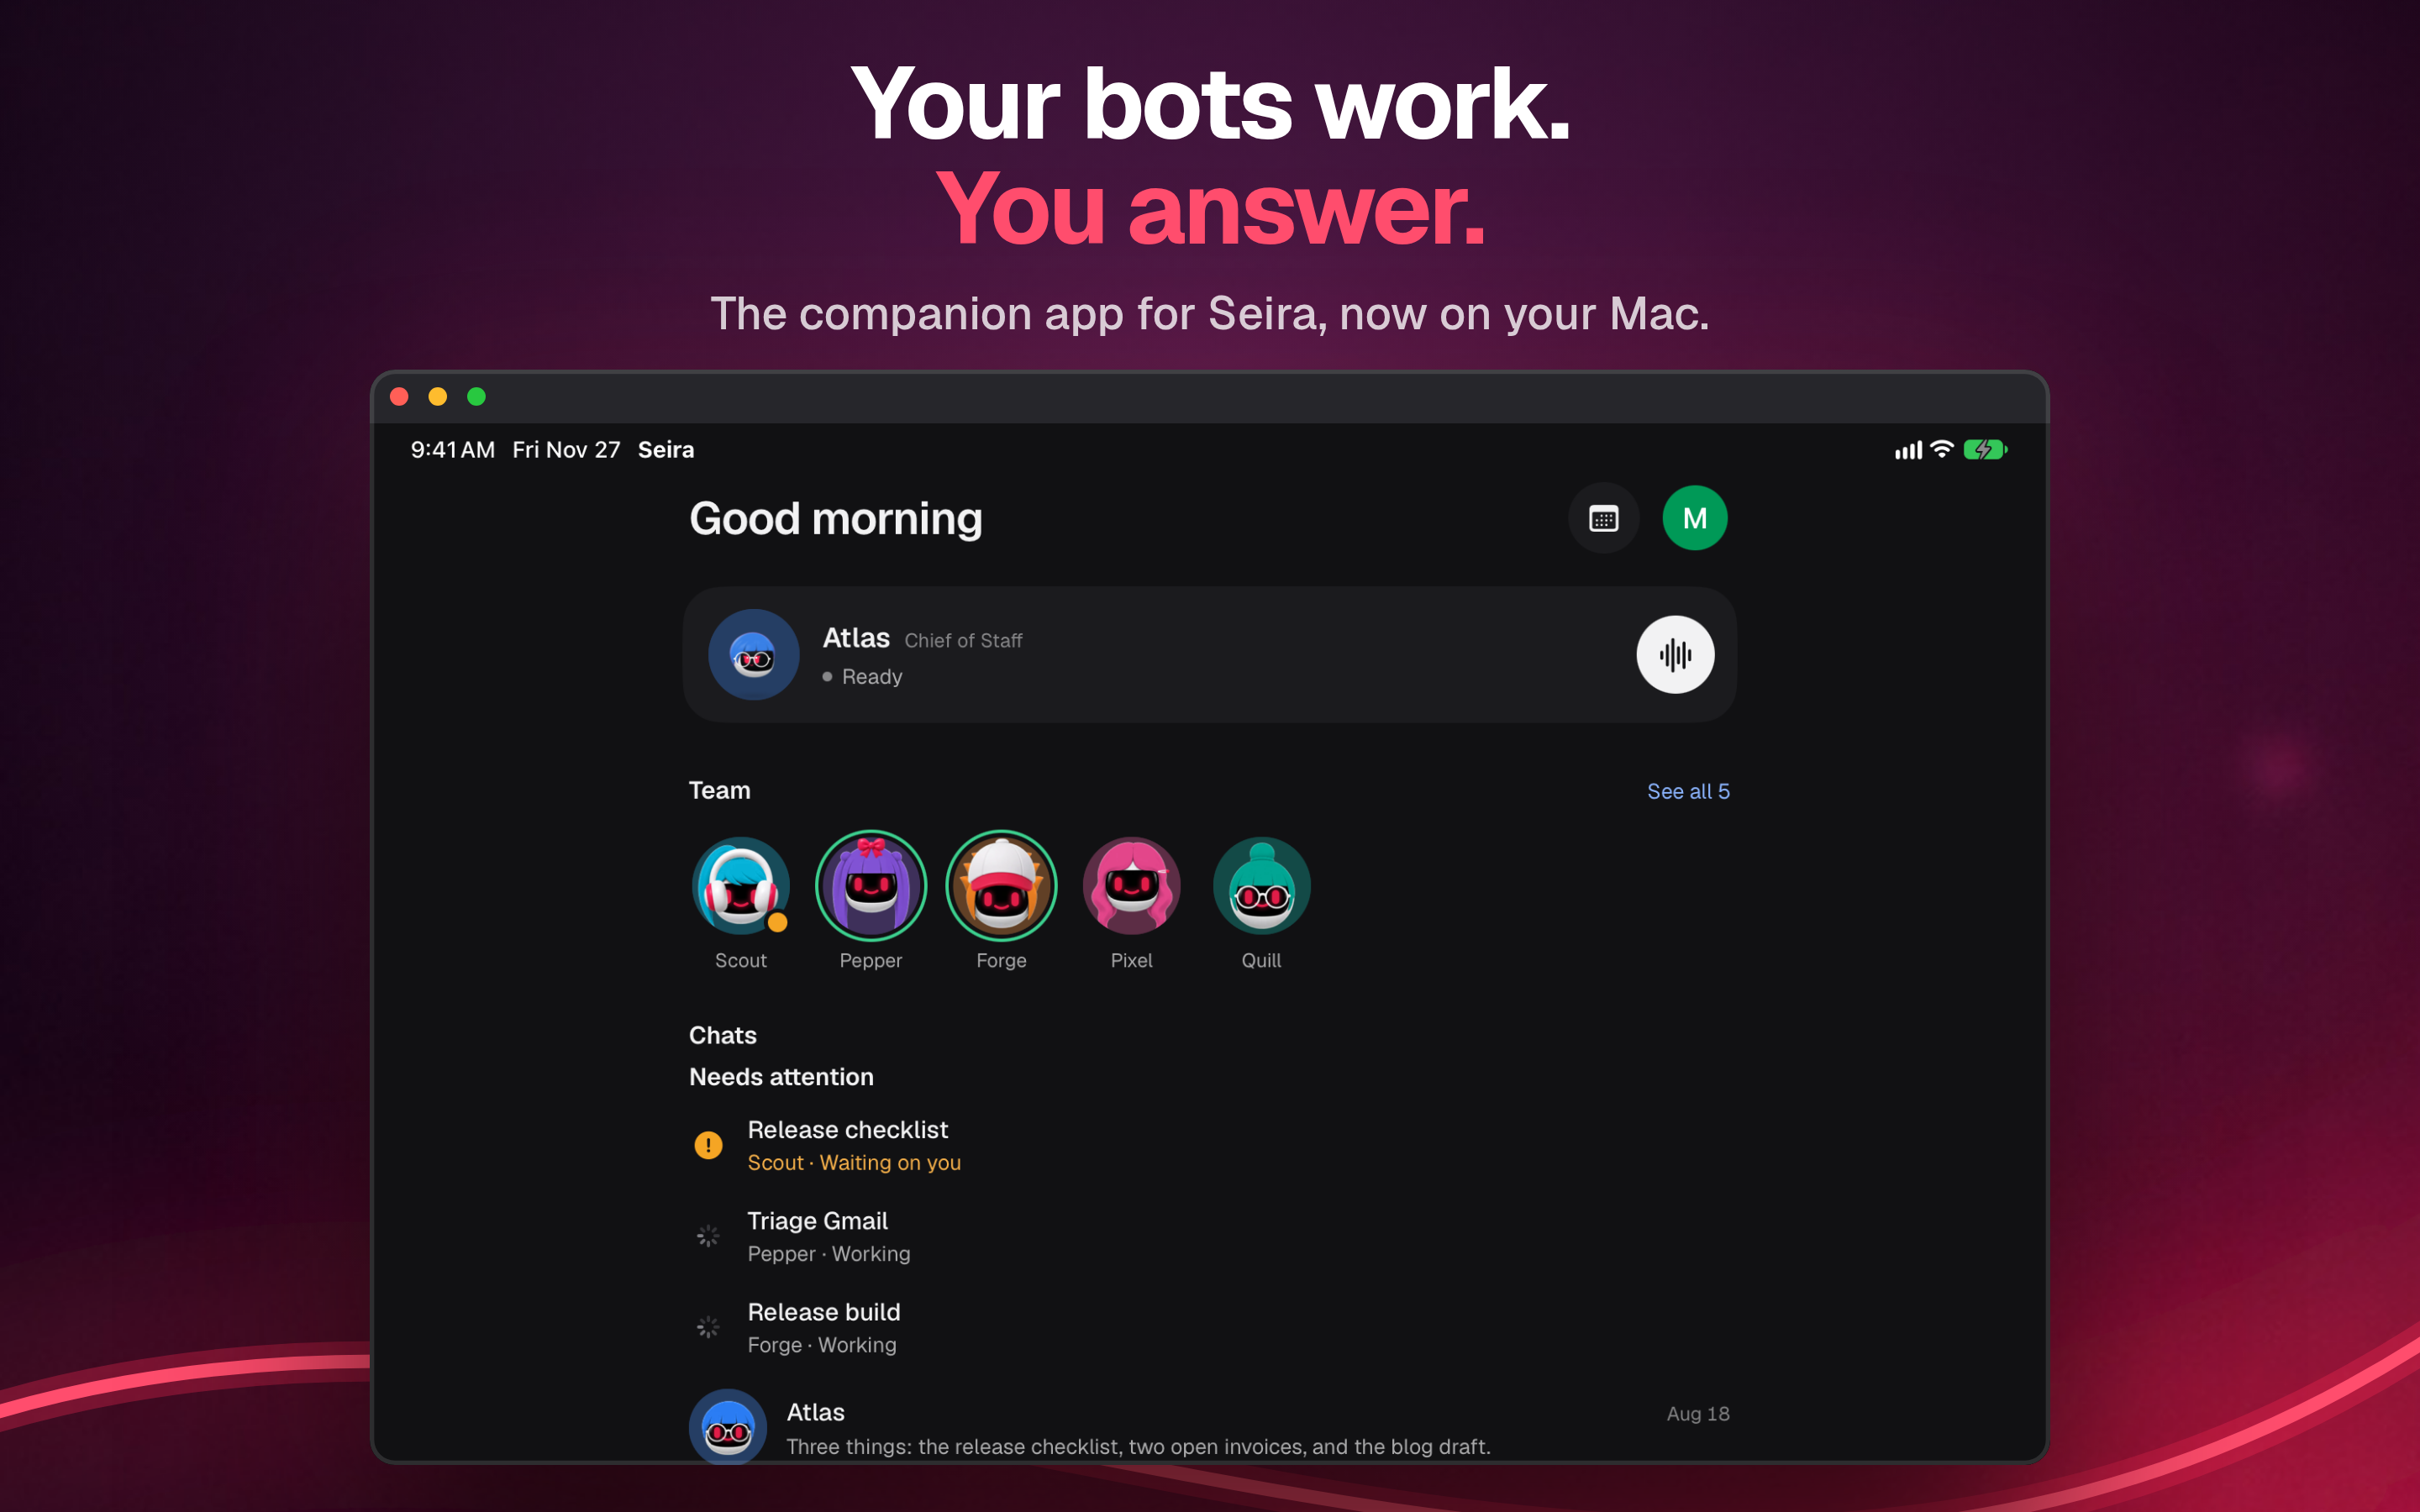 Your bots work.
You answer.
The companion app for Seira, now on your Mac.
9:41 AM Fri Nov 27 Seira
Good morning
M
Atlas Chief of Staff
Ready
Team
See all 5
Scout
Pepper
Forge
Pixel
Quill
Chats
Needs attention
Release checklist
Scout · Waiting on you
Triage Gmail
Pepper · Working
Release build
Forge · Working
Atlas
Aug 18
Three things: the release checklist, two open invoices, and the blog draft.